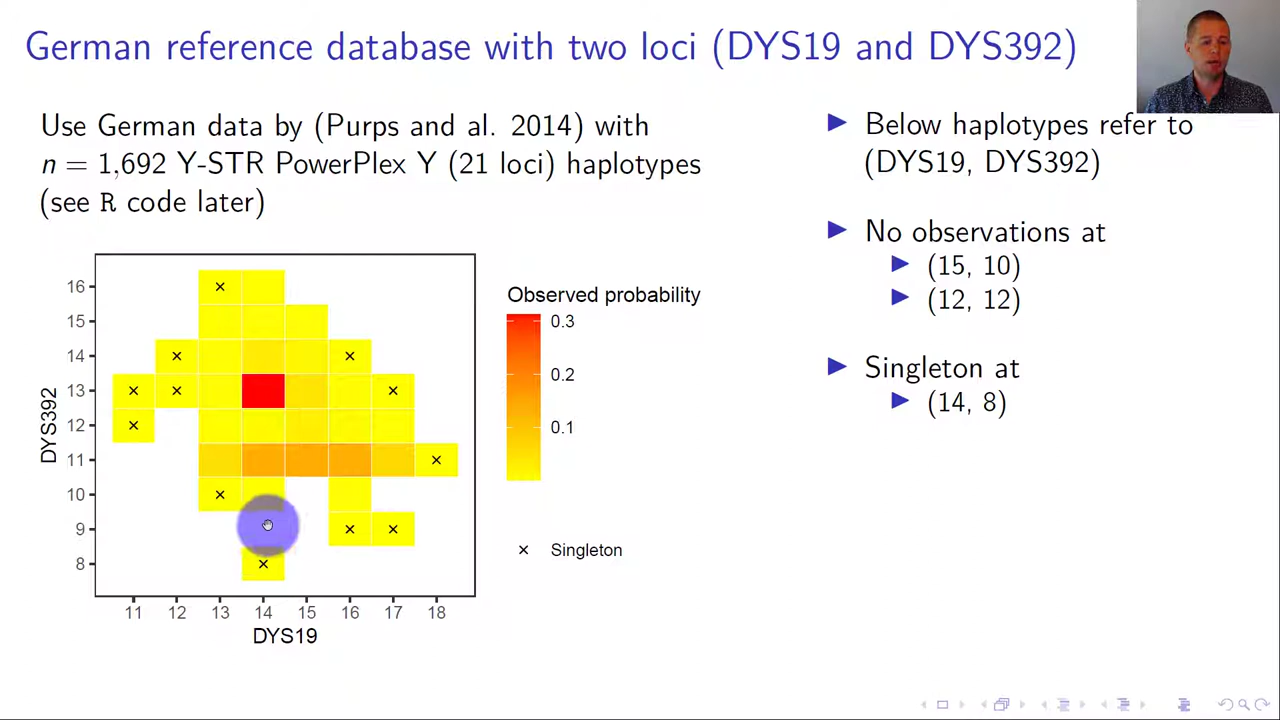 German reference database with two loci (DYS19 and DYS392)
Use German data by (Purps and al. 2014) with
n = 1,692 Y-STR PowerPlex Y (21 loci) haplotypes
(see R code later)
16
15
14
13
12
11
10
9
8
DYS392
11 12 13 14 15 16 17 18
DYS19
Observed probability
0.3
0.2
0.1
× Singleton
▶ Below haplotypes refer to
(DYS19, DYS392)
▶ No observations at
▶ (15, 10)
▶ (12, 12)
▶ Singleton at
▶ (14, 8)